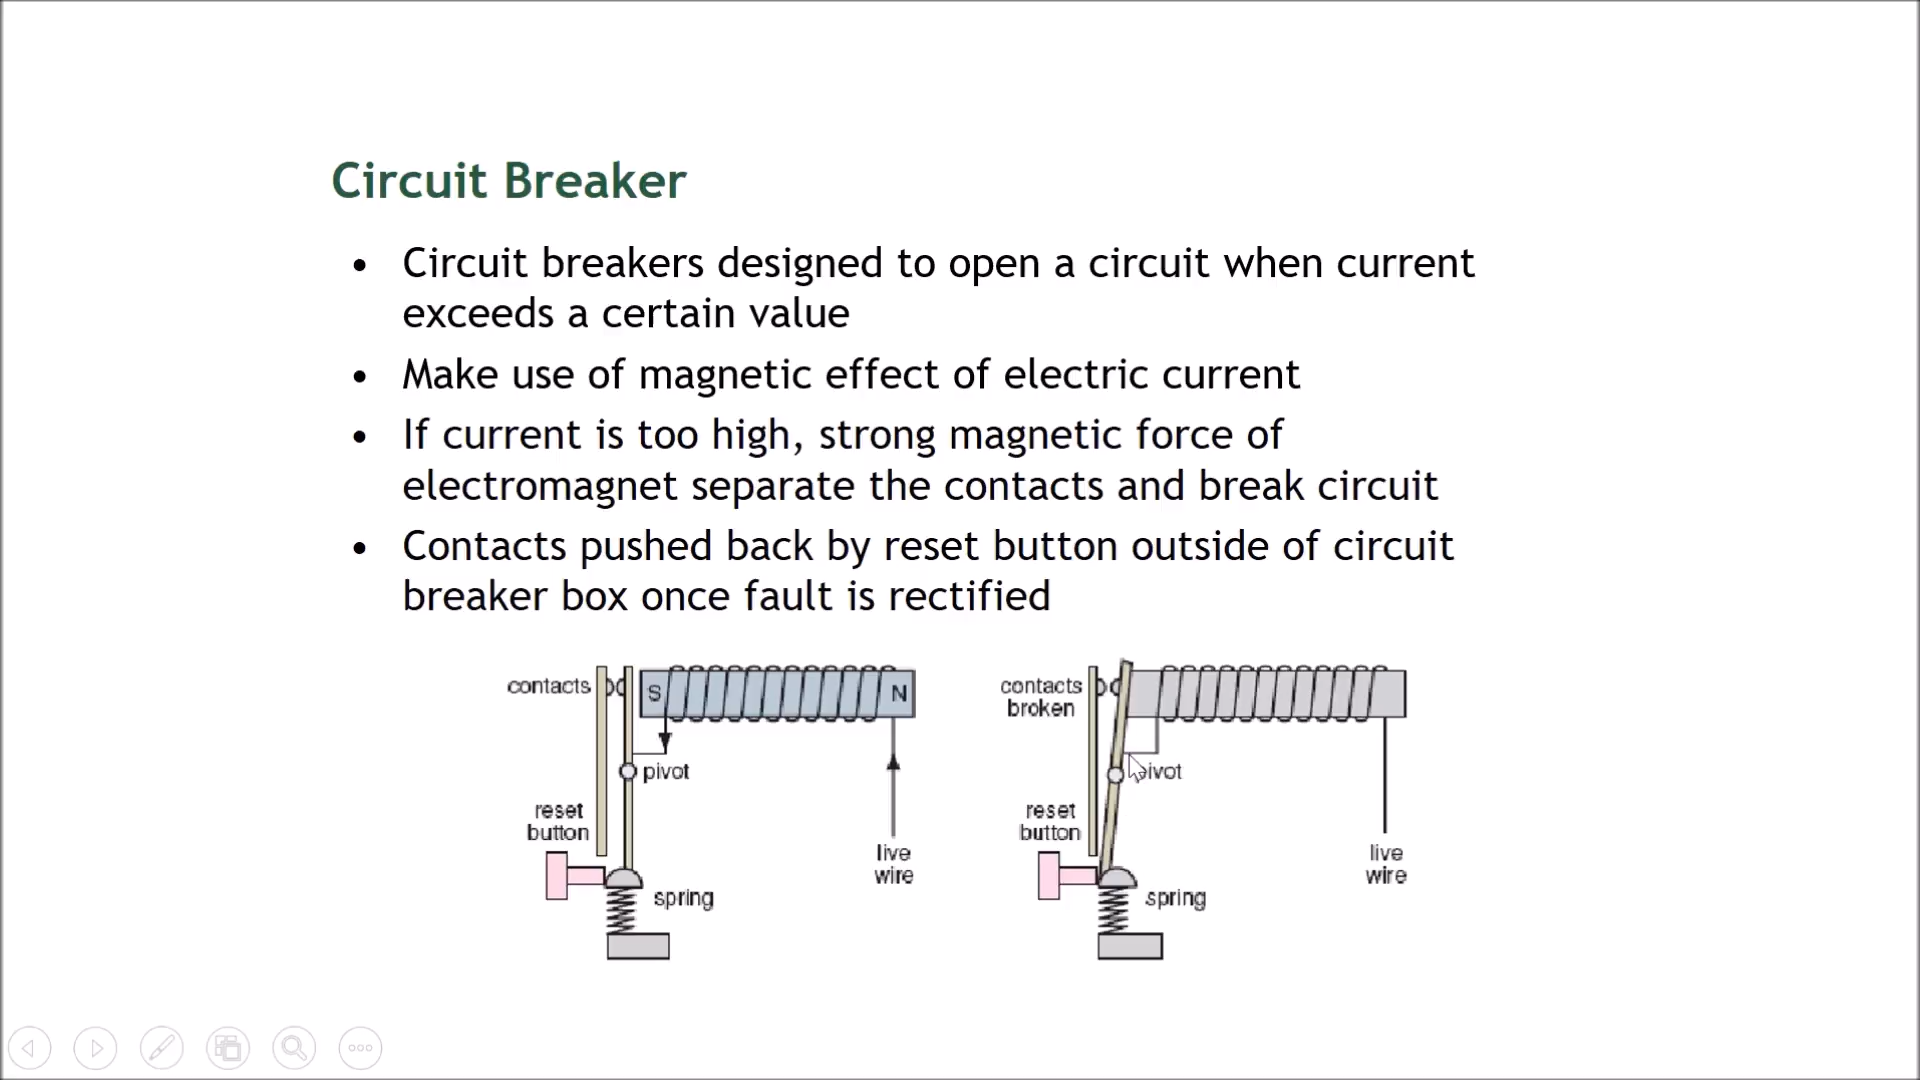 Circuit Breaker
• Circuit breakers designed to open a circuit when current
exceeds a certain value
• Make use of magnetic effect of electric current
• If current is too high, strong magnetic force of
electromagnet separate the contacts and break circuit
• Contacts pushed back by reset button outside of circuit
breaker box once fault is rectified
contacts
S
N
pivot
reset
button
live
wire
spring
contacts
broken
pivot
reset
button
live
wire
spring